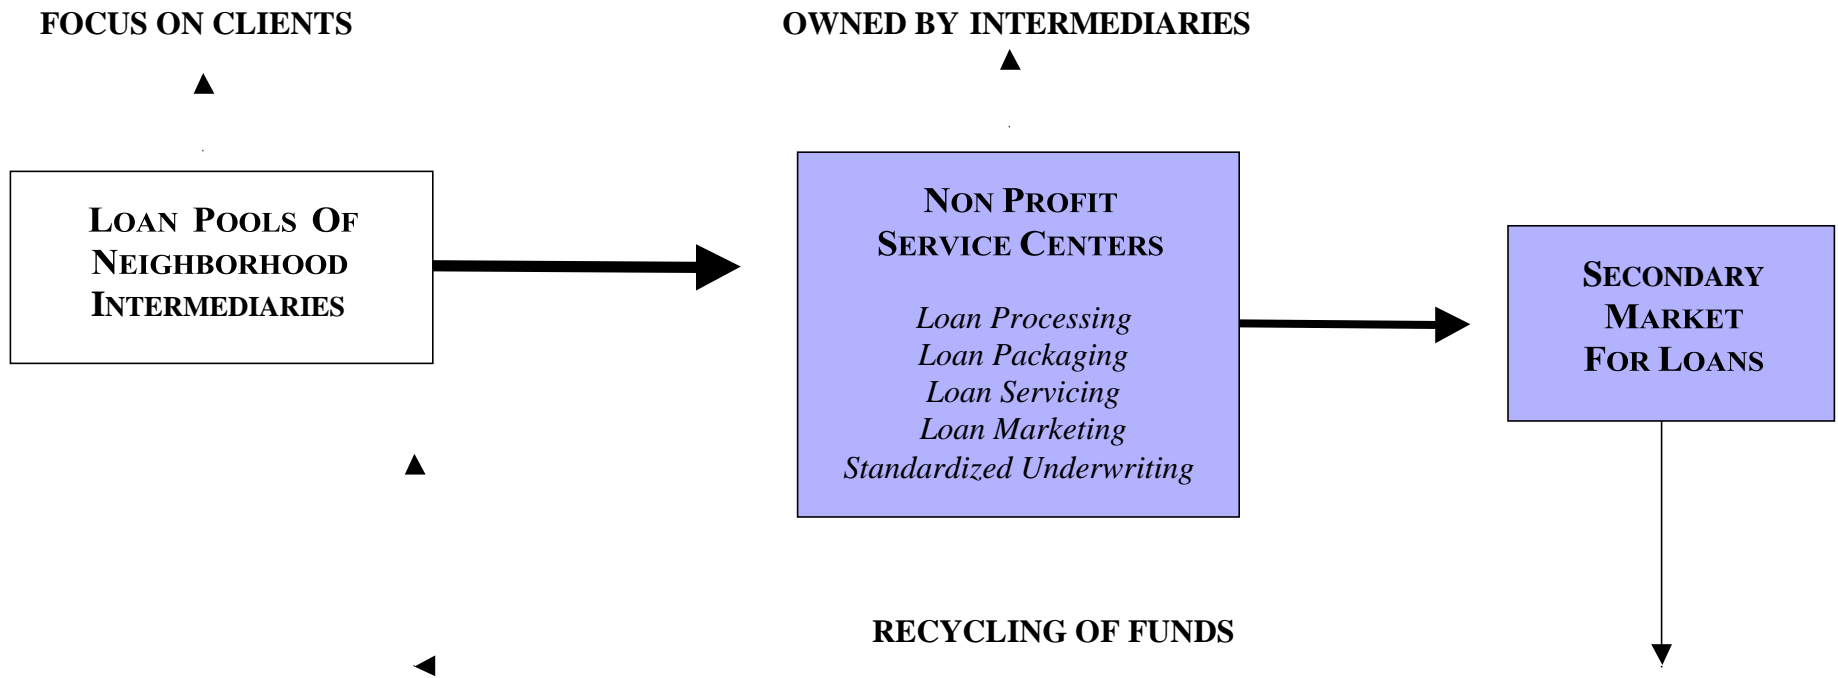 FOCUS ON CLIENTS
OWNED BY INTERMEDIARIES
LOAN POOLS OF
NEIGHBORHOOD
INTERMEDIARIES
NON PROFIT
SERVICE CENTERS
Loan Processing
Loan Packaging
Loan Servicing
Loan Marketing
Standardized Underwriting
SECONDARY
MARKET
FOR LOANS
RECYCLING OF FUNDS